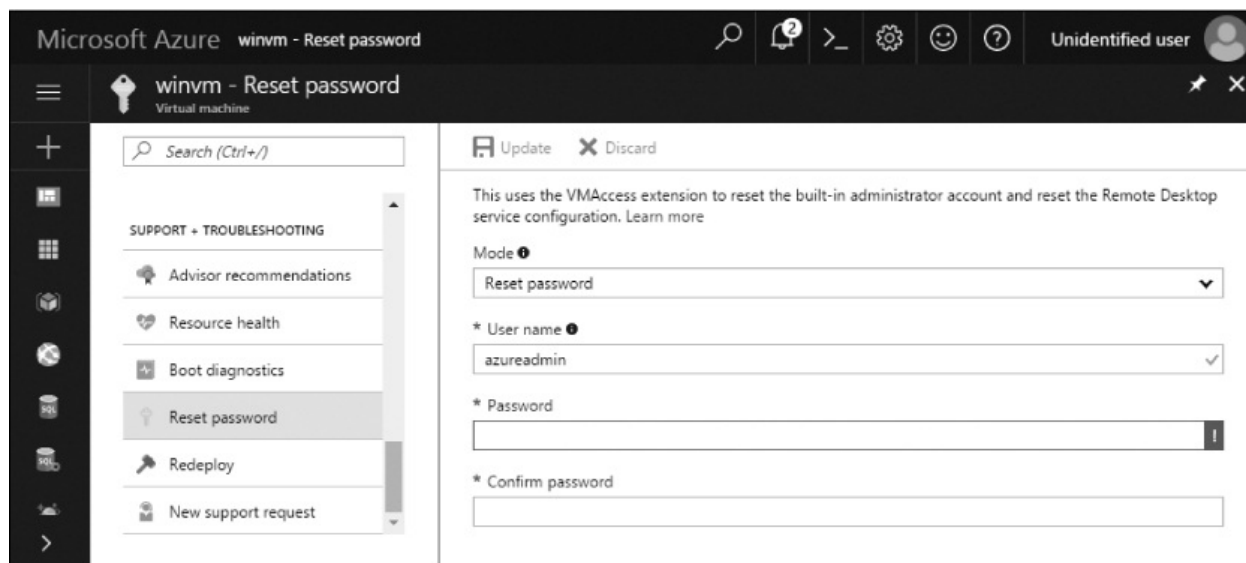 Microsoft Azure winvm - Reset password
2
>_
?
Unidentified user
winvm - Reset password
Virtual machine
Search (Ctrl+/)
SUPPORT + TROUBLESHOOTING
Advisor recommendations
Resource health
Boot diagnostics
Reset password
Redeploy
New support request
Update
Discard
This uses the VMAccess extension to reset the built-in administrator account and reset the Remote Desktop
service configuration. Learn more
Mode
Reset password
* User name
azureadmin
* Password
!
* Confirm password
SQL
SQL